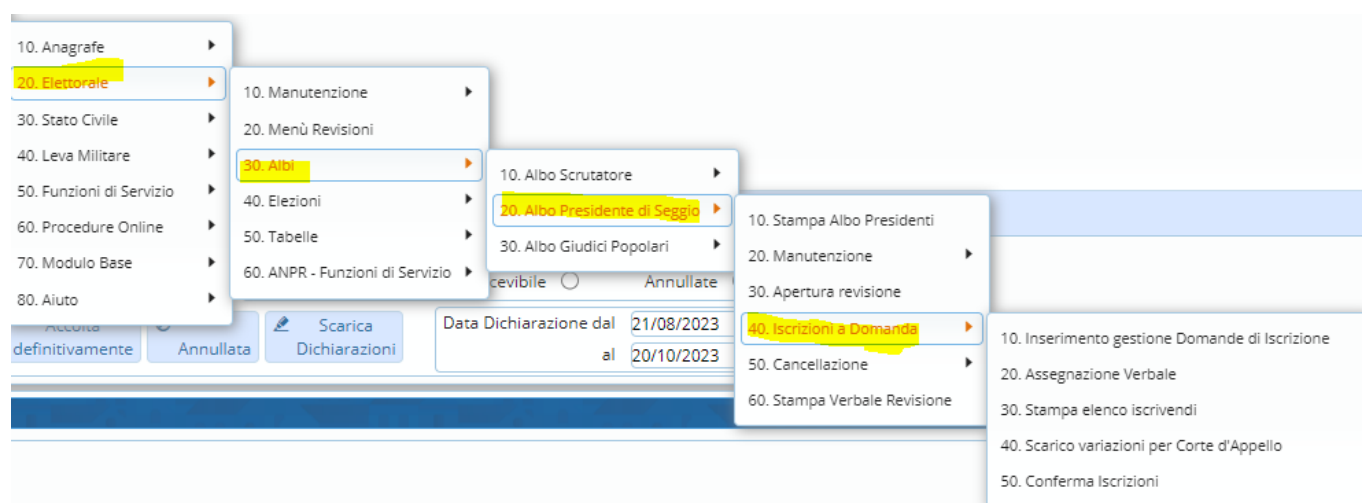 10. Anagrafe
20. Elettorale
30. Stato Civile
40. Leva Militare
50. Funzioni di Servizio
60. Procedure Online
70. Modulo Base
80. Aiuto
10. Manutenzione
20. Menù Revisioni
30. Albi
40. Elezioni
50. Tabelle
60. ANPR - Funzioni di Servizio
10. Albo Scrutatore
20. Albo Presidente di Seggio
30. Albo Giudici Popolari
10. Stampa Albo Presidenti
20. Manutenzione
30. Apertura revisione
40. Iscrizioni a Domanda
50. Cancellazione
60. Stampa Verbale Revisione
10. Inserimento gestione Domande di Iscrizione
20. Assegnazione Verbale
30. Stampa elenco iscrivendi
40. Scarico variazioni per Corte d'Appello
50. Conferma Iscrizioni
cevibile Annullate
definitivamente
Annullata
Scarica
Dichiarazioni
Data Dichiarazione dal 21/08/2023
al 20/10/2023